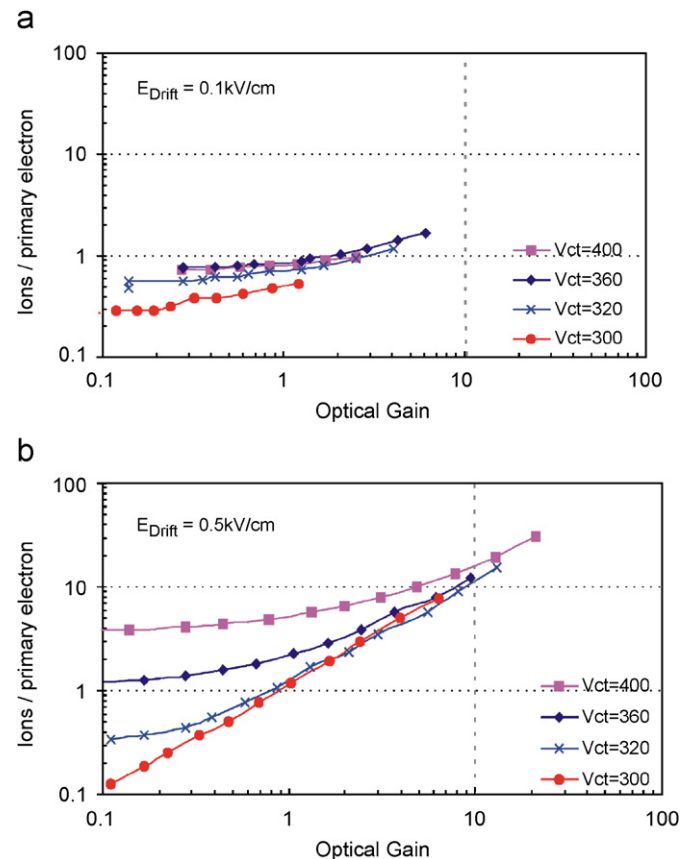 a
100
E_Drift = 0.1kV/cm
10
Ions / primary electron
1
Vct=400
Vct=360
Vct=320
Vct=300
0.1
0.1 1 10 100
Optical Gain
b
100
E_Drift = 0.5kV/cm
10
Ions / primary electron
1
Vct=400
Vct=360
Vct=320
Vct=300
0.1
0.1 1 10 100
Optical Gain